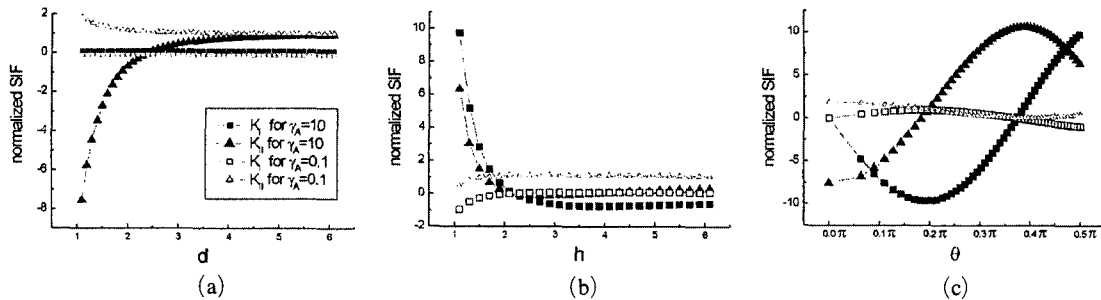 normalized SIF
2
0
-2
-4
-6
-8
K_I for γ_A=10
K_II for γ_A=10
K_I for γ_A=0.1
K_II for γ_A=0.1
1 2 3 4 5 6
d
(a)
normalized SIF
10
8
6
4
2
0
-2
1 2 3 4 5 6
h
(b)
normalized SIF
10
5
0
-5
-10
0.0π 0.1π 0.2π 0.3π 0.4π 0.5π
θ
(c)